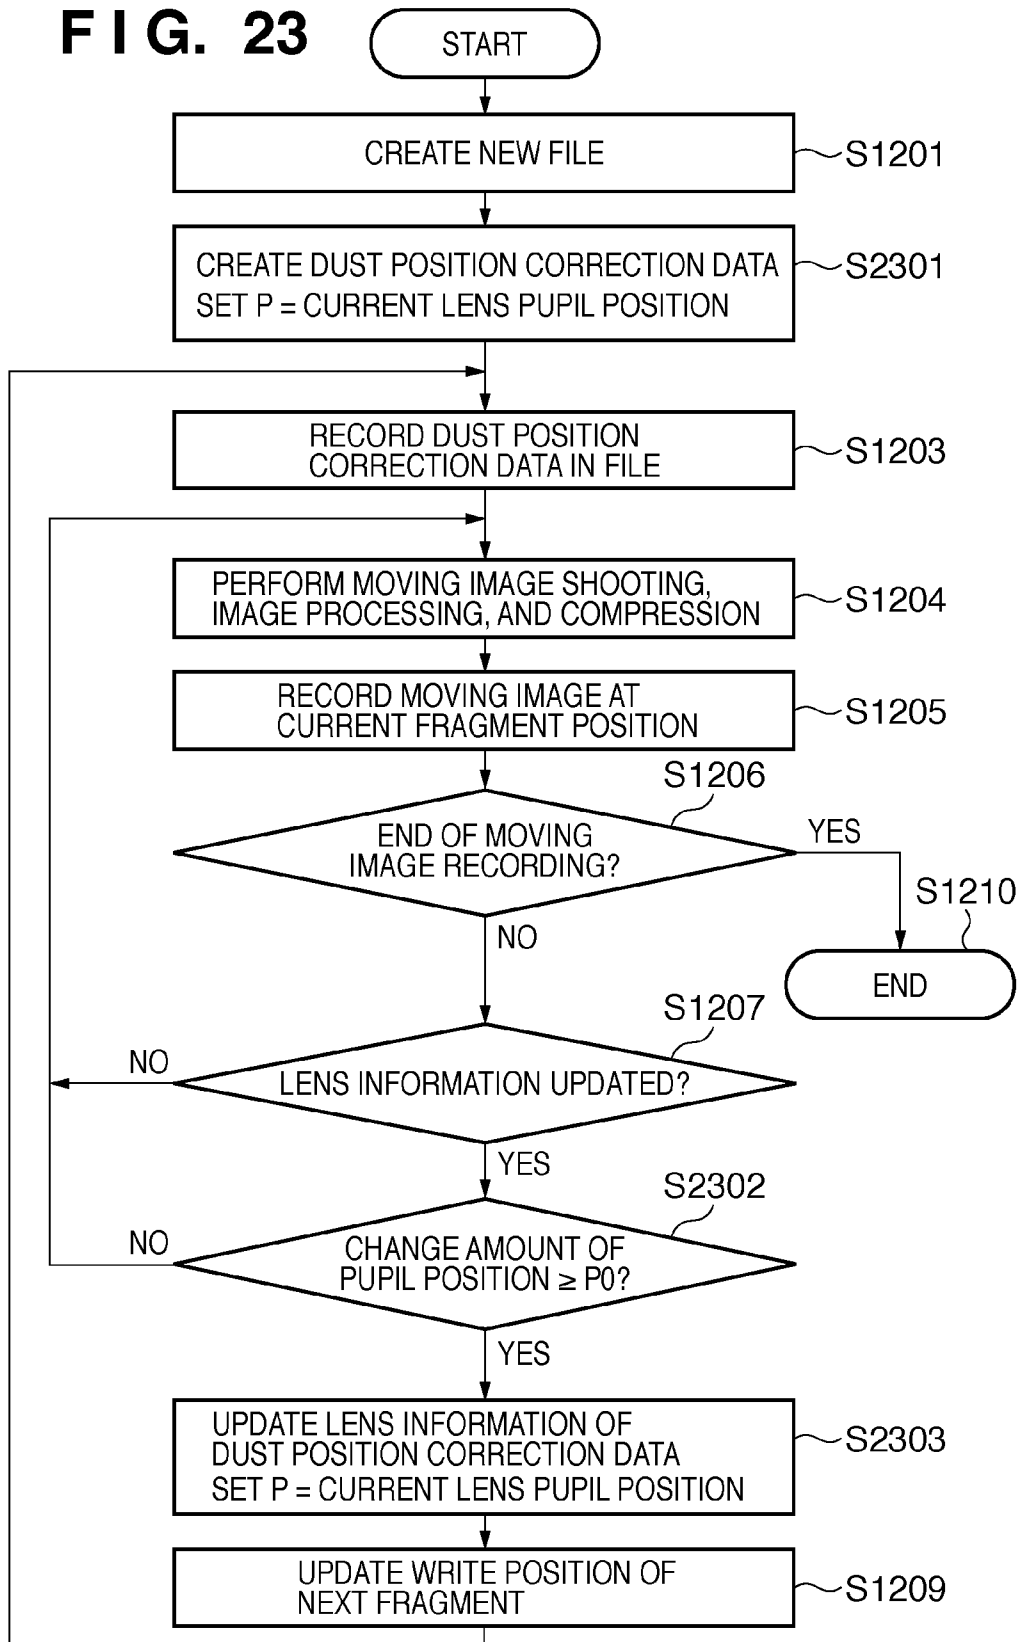 FIG. 23
START
CREATE NEW FILE
S1201
CREATE DUST POSITION CORRECTION DATA
SET P = CURRENT LENS PUPIL POSITION
S2301
RECORD DUST POSITION
CORRECTION DATA IN FILE
S1203
PERFORM MOVING IMAGE SHOOTING,
IMAGE PROCESSING, AND COMPRESSION
S1204
RECORD MOVING IMAGE AT
CURRENT FRAGMENT POSITION
S1205
S1206
END OF MOVING
IMAGE RECORDING?
YES
NO
S1210
END
S1207
LENS INFORMATION UPDATED?
NO
YES
S2302
CHANGE AMOUNT OF
PUPIL POSITION ≥ P0?
NO
YES
UPDATE LENS INFORMATION OF
DUST POSITION CORRECTION DATA
SET P = CURRENT LENS PUPIL POSITION
S2303
UPDATE WRITE POSITION OF
NEXT FRAGMENT
S1209